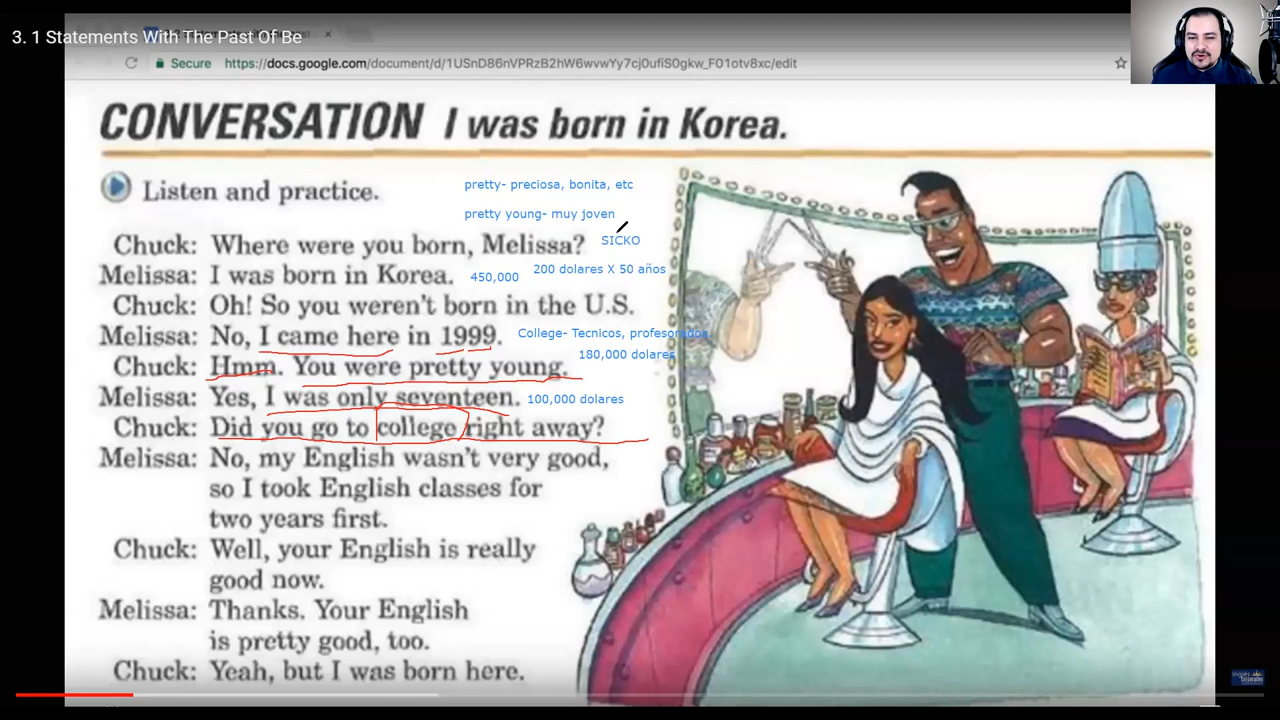 3. 1 Statements With The Past Of Be
Secure https://docs.google.com/document/d/1USnD86nVPRzB2hW6wvwYy7cj0ufiS0gkw_F01otv8xc/edit
CONVERSATION I was born in Korea.
Listen and practice.
pretty- preciosa, bonita, etc
pretty young- muy joven
Chuck: Where were you born, Melissa?
SICKO
Melissa: I was born in Korea.
450,000
200 dolares X 50 años
Chuck: Oh! So you weren't born in the U.S.
Melissa: No, I came here in 1999.
College- Tecnicos, profesorados,
180,000 dolares
Chuck: Hmm. You were pretty young.
Melissa: Yes, I was only seventeen.
100,000 dolares
Chuck: Did you go to college right away?
Melissa: No, my English wasn't very good,
so I took English classes for
two years first.
Chuck: Well, your English is really
good now.
Melissa: Thanks. Your English
is pretty good, too.
Chuck: Yeah, but I was born here.